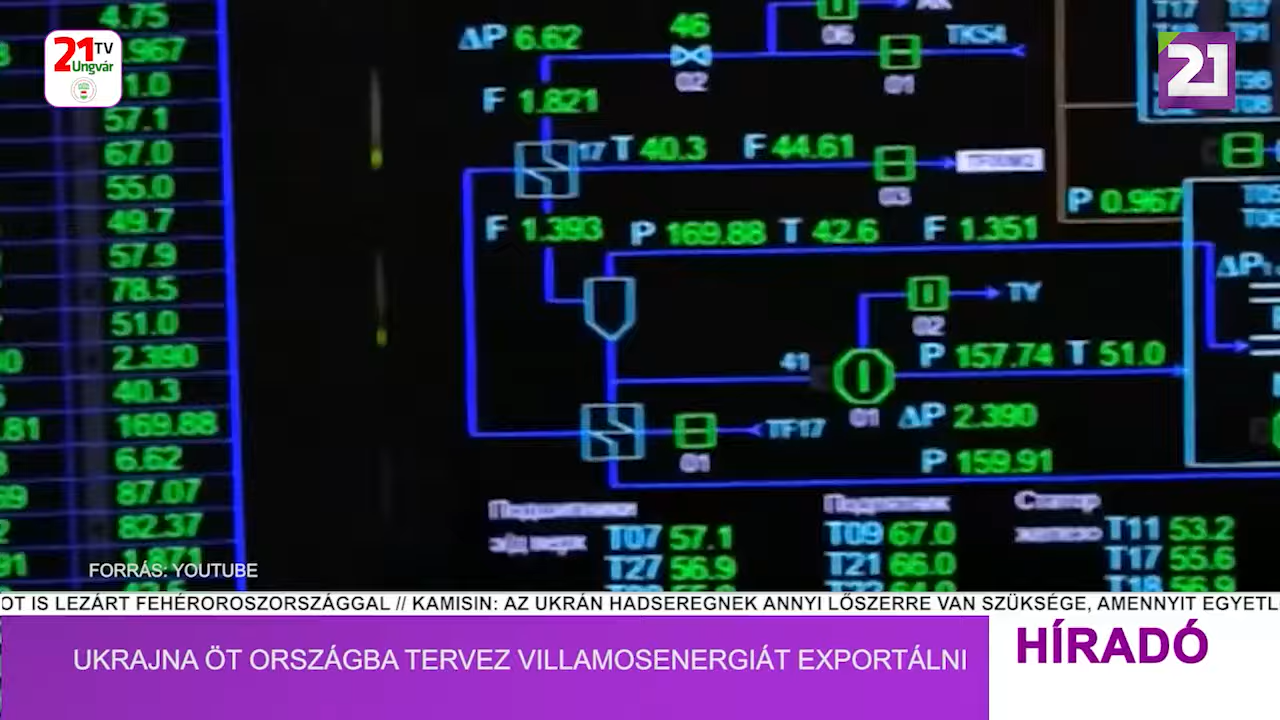 4.75
.967
1.0
57.1
67.0
55.0
49.7
57.9
78.5
51.0
2.390
40.3
169.88
6.62
87.07
82.37
1.871
21 TV
Ungvár
21
ΔP 6.62
46
02
06
01
TK54
F 1.821
17 T 40.3 F 44.61
03
P 0.967
F 1.393 P 169.88 T 42.6 F 1.351
TY
02
41
P 157.74 T 51.0
01
ΔP 2.390
TF17
01
P 159.91
T07 57.1
T27 56.9
T09 67.0
T21 66.0
Статор
железо
T11 53.2
T17 55.6
T18 56.9
FORRÁS: YOUTUBE
OT IS LEZÁRT FEHÉROROSZORSZÁGGAL // KAMISIN: AZ UKRÁN HADSEREGNEK ANNYI LŐSZERRE VAN SZÜKSÉGE, AMENNYIT EGYETL
UKRAJNA ÖT ORSZÁGBA TERVEZ VILLAMOSENERGIÁT EXPORTÁLNI
HÍRADÓ